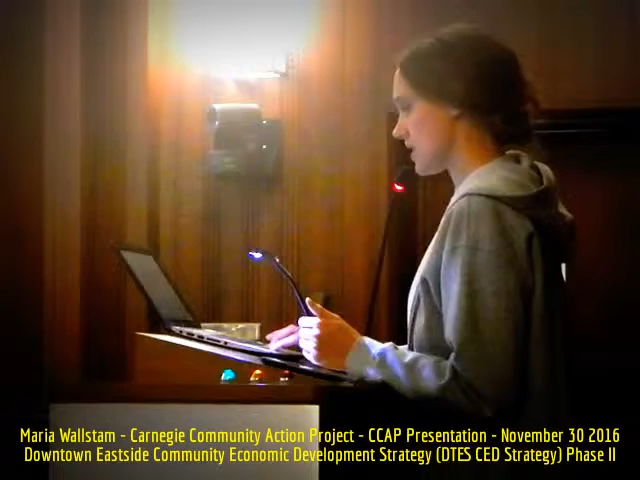 Maria Wallstam - Carnegie Community Action Project - CCAP Presentation - November 30 2016
Downtown Eastside Community Economic Development Strategy (DTES CED Strategy) Phase II